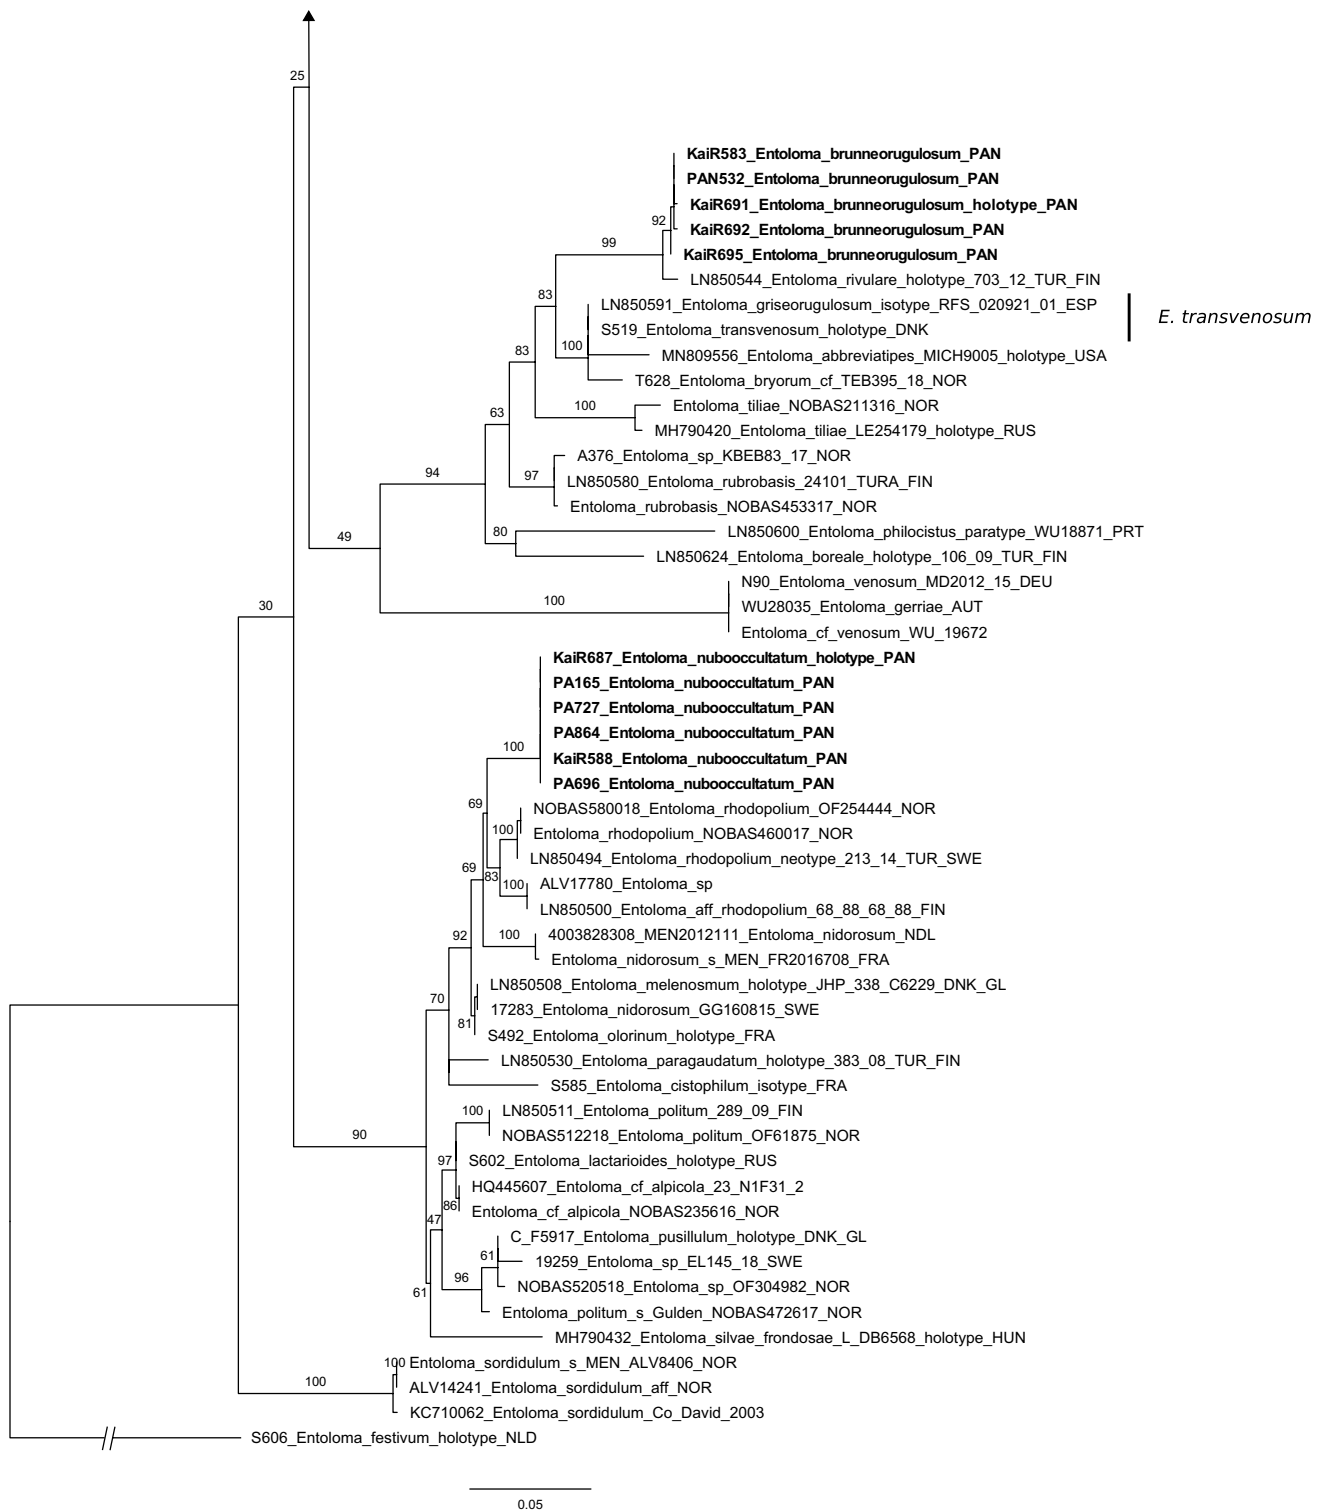 25
KaiR583_Entoloma_brunneorugulosum_PAN
PAN532_Entoloma_brunneorugulosum_PAN
KaiR691_Entoloma_brunneorugulosum_holotype_PAN
92
KaiR692_Entoloma_brunneorugulosum_PAN
99
KaiR695_Entoloma_brunneorugulosum_PAN
LN850544_Entoloma_rivulare_holotype_703_12_TUR_FIN
83
LN850591_Entoloma_griseorugulosum_isotype_RFS_020921_01_ESP
E. transvenosum
S519_Entoloma_transvenosum_holotype_DNK
83
100
MN809556_Entoloma_abbreviatipes_MICH9005_holotype_USA
T628_Entoloma_bryorum_cf_TEB395_18_NOR
100
Entoloma_tiliae_NOBAS211316_NOR
63
MH790420_Entoloma_tiliae_LE254179_holotype_RUS
A376_Entoloma_sp_KBEB83_17_NOR
94
97
LN850580_Entoloma_rubrobasis_24101_TURA_FIN
Entoloma_rubrobasis_NOBAS453317_NOR
80
LN850600_Entoloma_philocistus_paratype_WU18871_PRT
49
LN850624_Entoloma_boreale_holotype_106_09_TUR_FIN
N90_Entoloma_venosum_MD2012_15_DEU
100
WU28035_Entoloma_gerriae_AUT
30
Entoloma_cf_venosum_WU_19672
KaiR687_Entoloma_nubooccultatum_holotype_PAN
PA165_Entoloma_nubooccultatum_PAN
PA727_Entoloma_nubooccultatum_PAN
PA864_Entoloma_nubooccultatum_PAN
100
KaiR588_Entoloma_nubooccultatum_PAN
PA696_Entoloma_nubooccultatum_PAN
69
NOBAS580018_Entoloma_rhodopolium_OF254444_NOR
100
Entoloma_rhodopolium_NOBAS460017_NOR
LN850494_Entoloma_rhodopolium_neotype_213_14_TUR_SWE
69
83
100
ALV17780_Entoloma_sp
LN850500_Entoloma_aff_rhodopolium_68_88_68_88_FIN
92
100
4003828308_MEN2012111_Entoloma_nidorosum_NDL
Entoloma_nidorosum_s_MEN_FR2016708_FRA
LN850508_Entoloma_melenosmum_holotype_JHP_338_C6229_DNK_GL
70
17283_Entoloma_nidorosum_GG160815_SWE
81
S492_Entoloma_olorinum_holotype_FRA
LN850530_Entoloma_paragaudatum_holotype_383_08_TUR_FIN
S585_Entoloma_cistophilum_isotype_FRA
100
LN850511_Entoloma_politum_289_09_FIN
90
NOBAS512218_Entoloma_politum_OF61875_NOR
97
S602_Entoloma_lactarioides_holotype_RUS
HQ445607_Entoloma_cf_alpicola_23_N1F31_2
86
Entoloma_cf_alpicola_NOBAS235616_NOR
47
C_F5917_Entoloma_pusillulum_holotype_DNK_GL
61
19259_Entoloma_sp_EL145_18_SWE
96
NOBAS520518_Entoloma_sp_OF304982_NOR
61
Entoloma_politum_s_Gulden_NOBAS472617_NOR
MH790432_Entoloma_silvae_frondosae_L_DB6568_holotype_HUN
100
Entoloma_sordidulum_s_MEN_ALV8406_NOR
100
ALV14241_Entoloma_sordidulum_aff_NOR
KC710062_Entoloma_sordidulum_Co_David_2003
S606_Entoloma_festivum_holotype_NLD
0.05